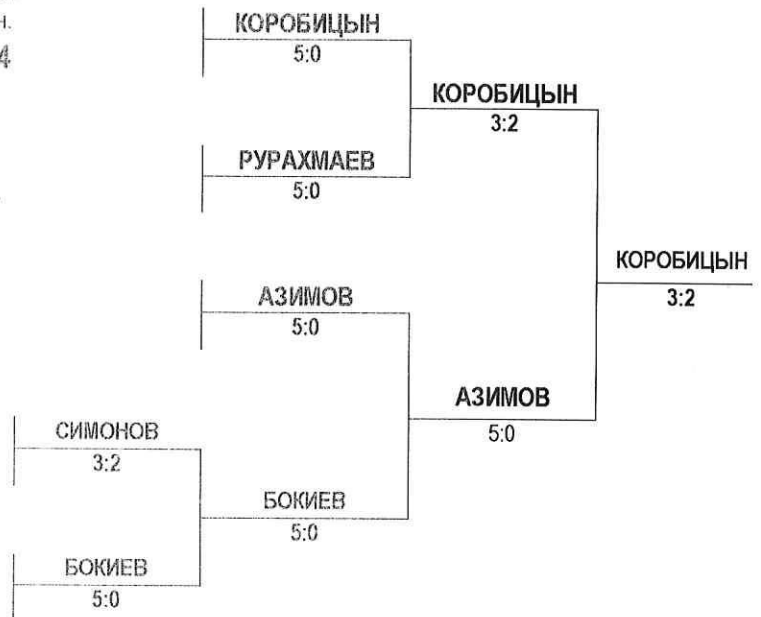 КОРОБИЦЫН
н.
5:0
4
КОРОБИЦЫН
3:2
РУРАХМАЕВ
5:0
КОРОБИЦЫН
3:2
АЗИМОВ
5:0
АЗИМОВ
5:0
СИМОНОВ
3:2
БОКИЕВ
5:0
БОКИЕВ
5:0